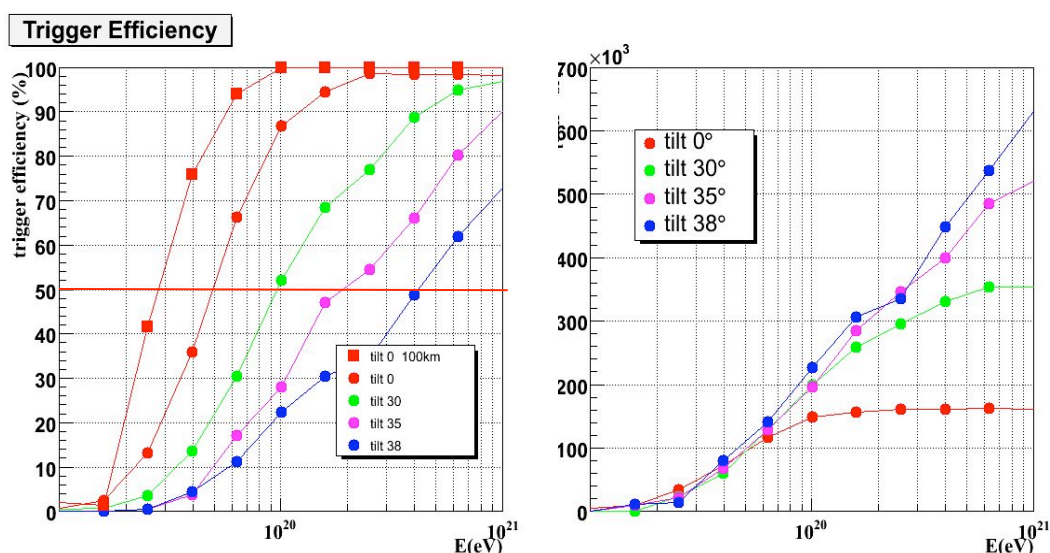 Trigger Efficiency
trigger efficiency (%)
100
90
80
70
60
50
40
30
20
10
0
tilt 0 100km
tilt 0
tilt 30
tilt 35
tilt 38
10^20
10^21
E(eV)
×10^3
700
600
500
400
300
200
100
0
tilt 0°
tilt 30°
tilt 35°
tilt 38°
10^20
10^21
E(eV)